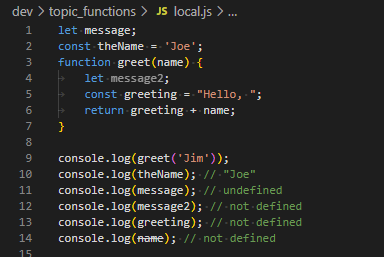 dev > topic_functions > JS local.js > ...
1 let message;
2 const theName = 'Joe';
3 function greet(name) {
4 let message2;
5 const greeting = "Hello, ";
6 return greeting + name;
7 }
8
9 console.log(greet('Jim'));
10 console.log(theName); // "Joe"
11 console.log(message); // undefined
12 console.log(message2); // not defined
13 console.log(greeting); // not defined
14 console.log(name); // not defined